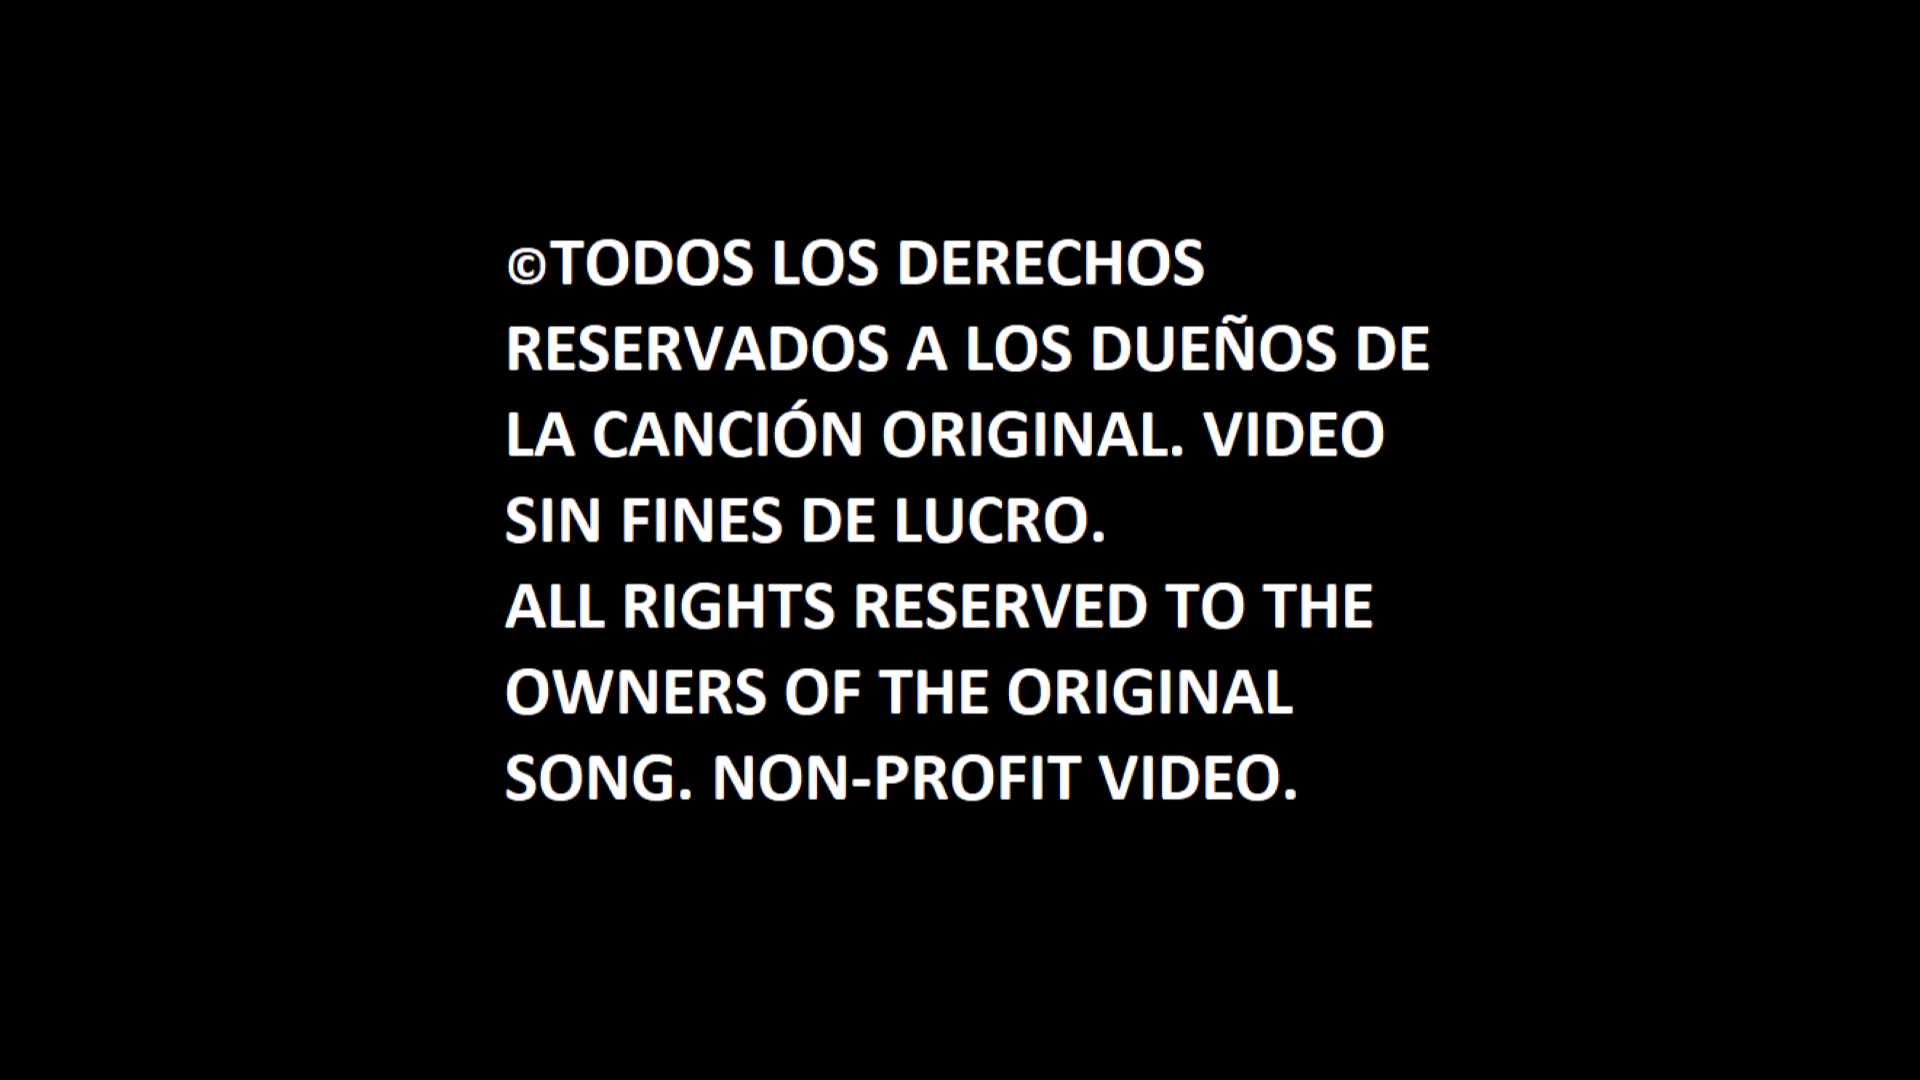 ©TODOS LOS DERECHOS
RESERVADOS A LOS DUEÑOS DE
LA CANCIÓN ORIGINAL. VIDEO
SIN FINES DE LUCRO.
ALL RIGHTS RESERVED TO THE
OWNERS OF THE ORIGINAL
SONG. NON-PROFIT VIDEO.